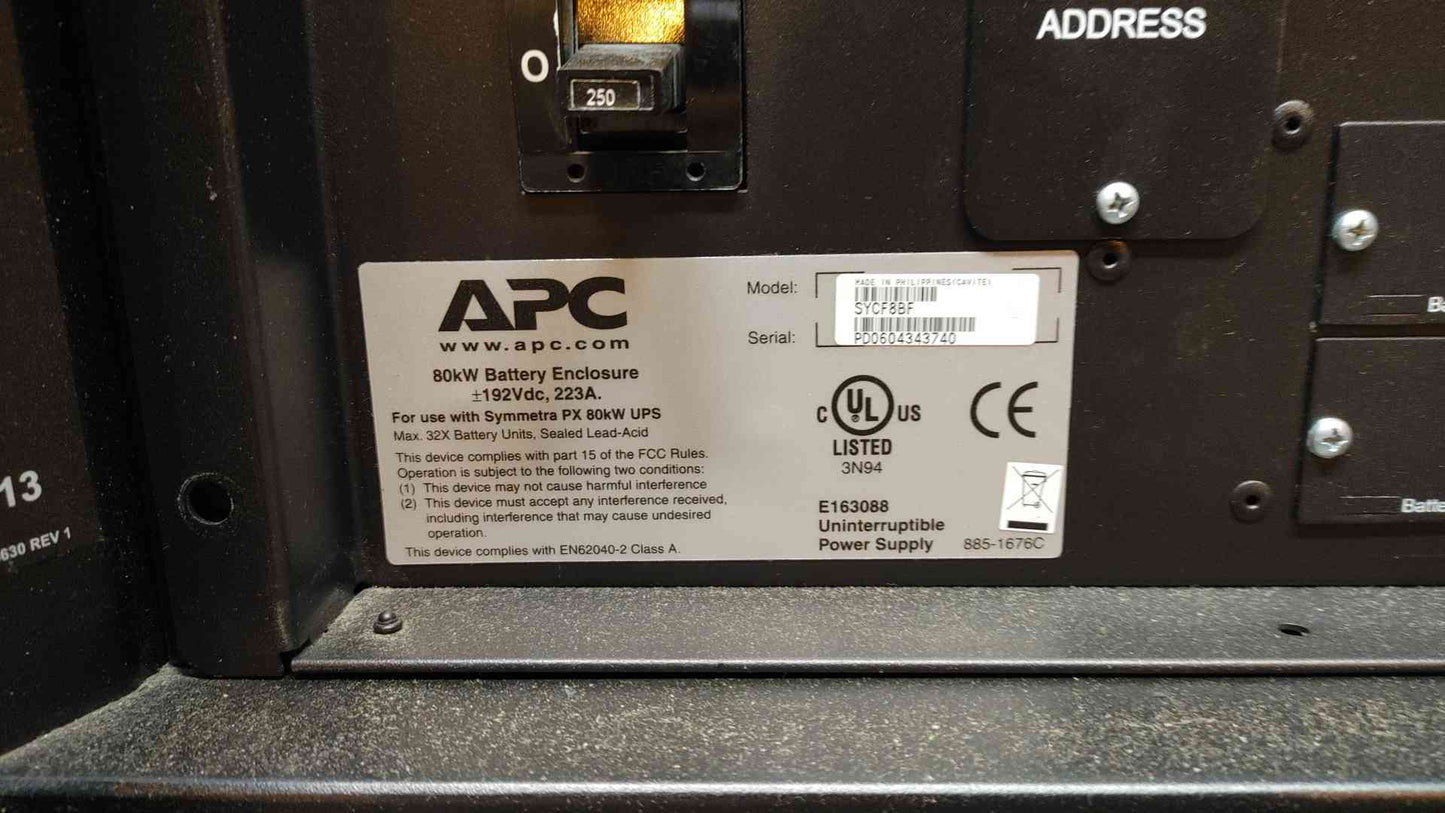 ADDRESS
O
250
APC
www.apc.com
80kW Battery Enclosure
±192Vdc, 223A.
For use with Symmetra PX 80kW UPS
Max. 32X Battery Units, Sealed Lead-Acid
This device complies with part 15 of the FCC Rules.
Operation is subject to the following two conditions:
(1) This device may not cause harmful interference
(2) This device must accept any interference received,
including interference that may cause undesired
operation.
This device complies with EN62040-2 Class A.
Model:
MADE IN PHILIPPINES(CAVITE)
SYCF8BF
Serial:
PD0604343740
C UL US
LISTED
3N94
CE
E163088
Uninterruptible
Power Supply
885-1676C
13
630 REV 1
B
Batte